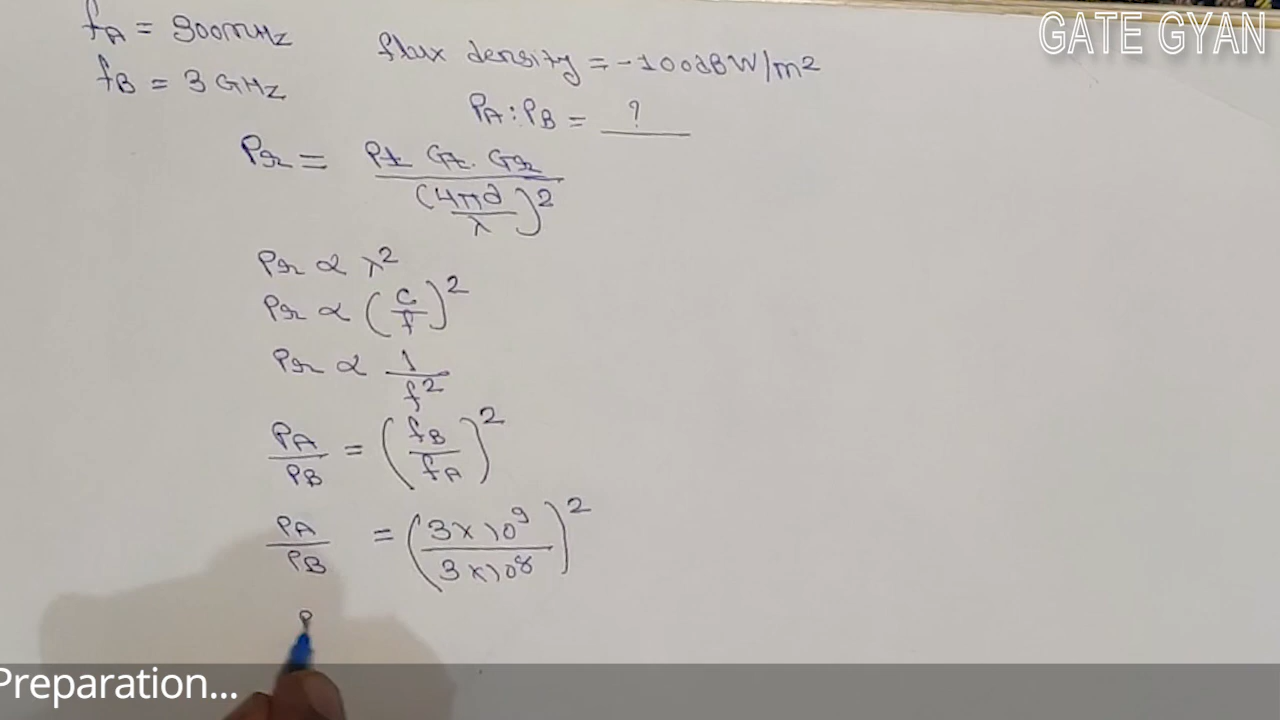 GATE GYAN
fA = 300MHz
fB = 3 GHz
flux density = -100dBW/m2
PA : PB = ?
Pr = Pt Gt. Gr / (4πd/λ)2
Pr ∝ λ2
Pr ∝ (c/f)2
Pr ∝ 1/f2
PA/PB = (fB/fA)2
PA/PB = (3×10⁹/3×10⁸)2
P
Preparation...